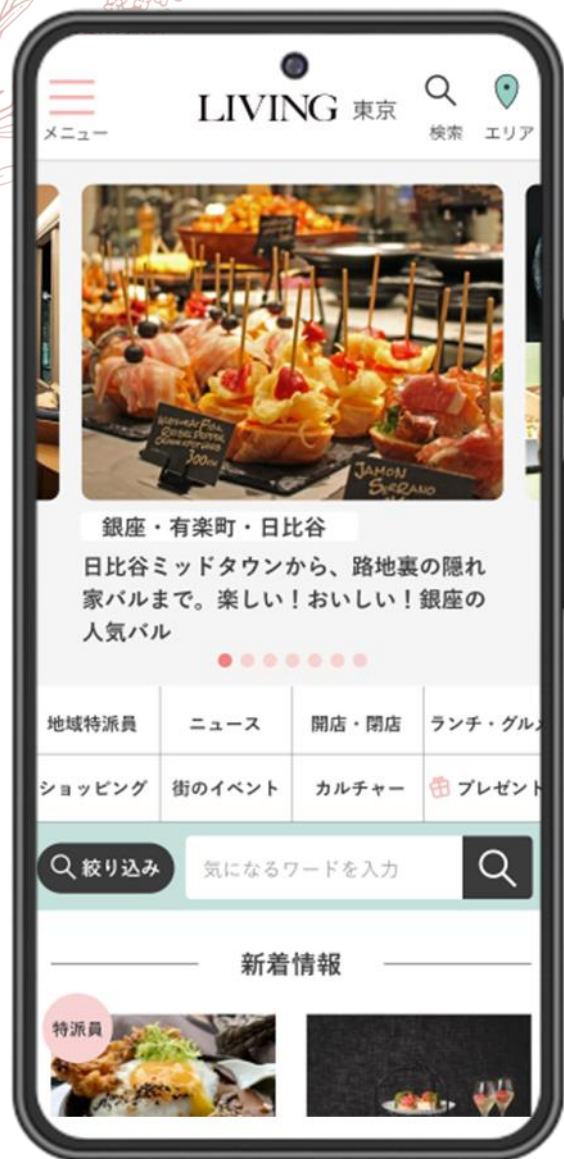 メニュー
LIVING 東京
検索
エリア
300
JAMON
SERRANO
銀座・有楽町・日比谷
日比谷ミッドタウンから、路地裏の隠れ
家バルまで。楽しい！おいしい！銀座の
人気バル
地域特派員 ニュース 開店・閉店 ランチ・グルメ
ショッピング 街のイベント カルチャー プレゼント
絞り込み 気になるワードを入力
新着情報
特派員